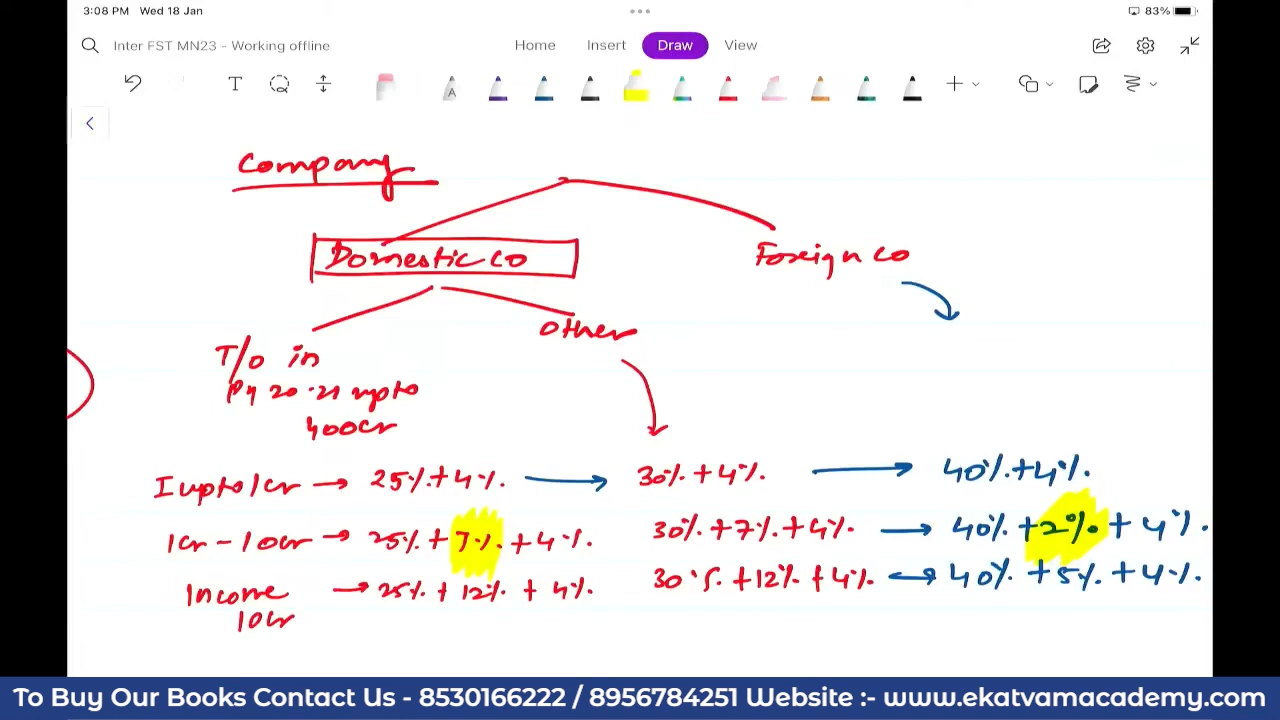 3:08 PM Wed 18 Jan
83%
Inter FST MN23 - Working offline
Home Insert Draw View
Company
Domestic co
Foreign co
Other
T/O in
PY 20-21 upto
400Cr
I upto 1Cr → 25% + 4% → 30% + 4% → 40% + 4%.
1Cr - 10Cr → 25% + 7% + 4% 30% + 7% + 4% → 40% + 2% + 4%.
Income → 25% + 12% + 4% 30% + 12% + 4% → 40% + 5% + 4%.
10Cr
To Buy Our Books Contact Us - 8530166222 / 8956784251 Website :- www.ekatvamacademy.com